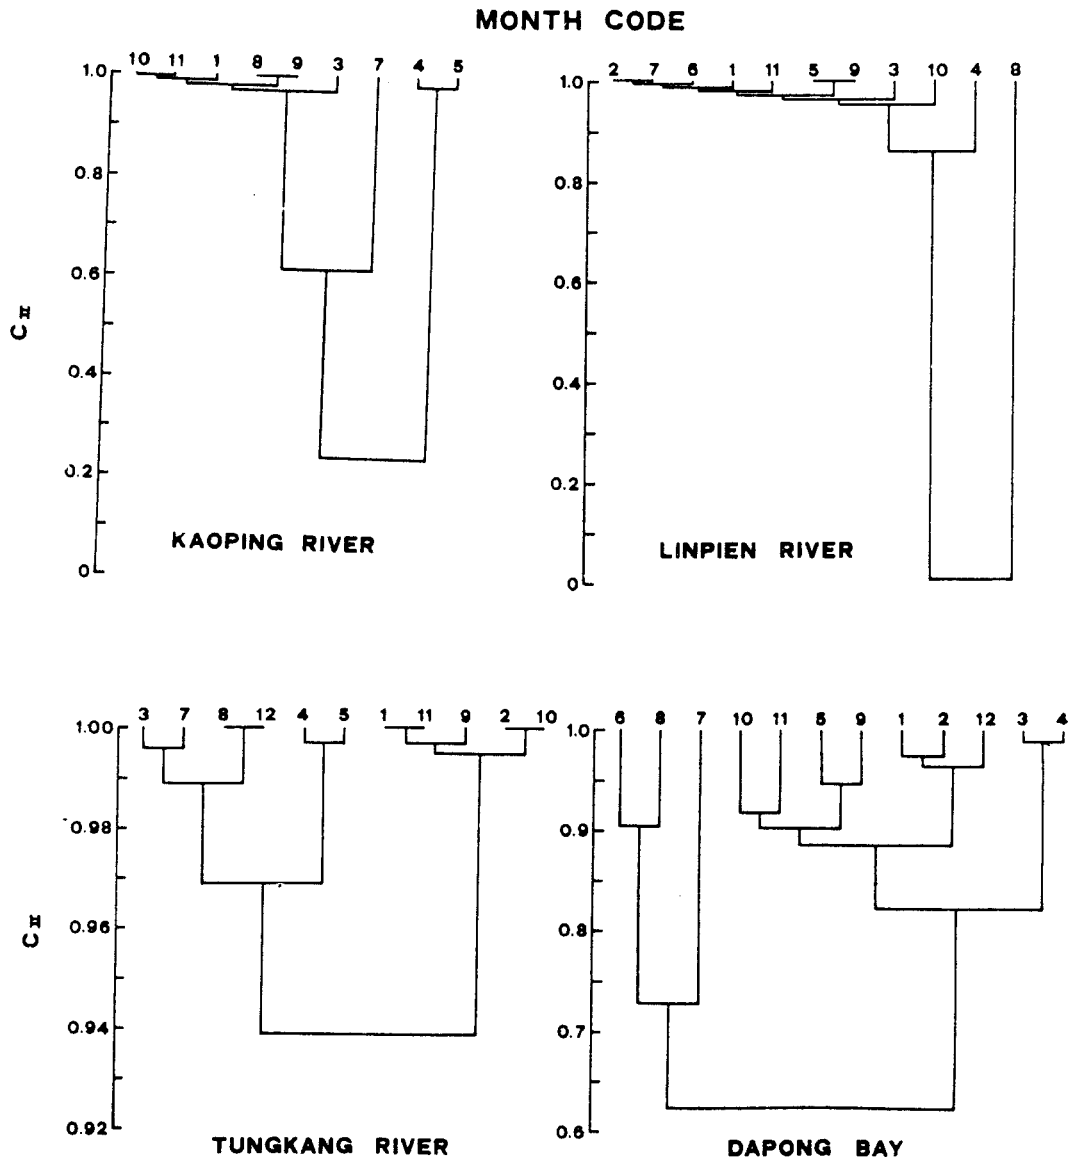 MONTH CODE
10 11 1 8 9 3 7 4 5
1.0
0.8
0.6
0.4
0.2
0
CII
KAOPING RIVER
2 7 6 1 11 5 9 3 10 4 8
1.0
0.8
0.6
0.4
0.2
0
LINPIEN RIVER
3 7 8 12 4 5 1 11 9 2 10
1.00
0.98
0.96
0.94
0.92
CII
TUNGKANG RIVER
6 8 7 10 11 5 9 1 2 12 3 4
1.0
0.9
0.8
0.7
0.6
DAPONG BAY